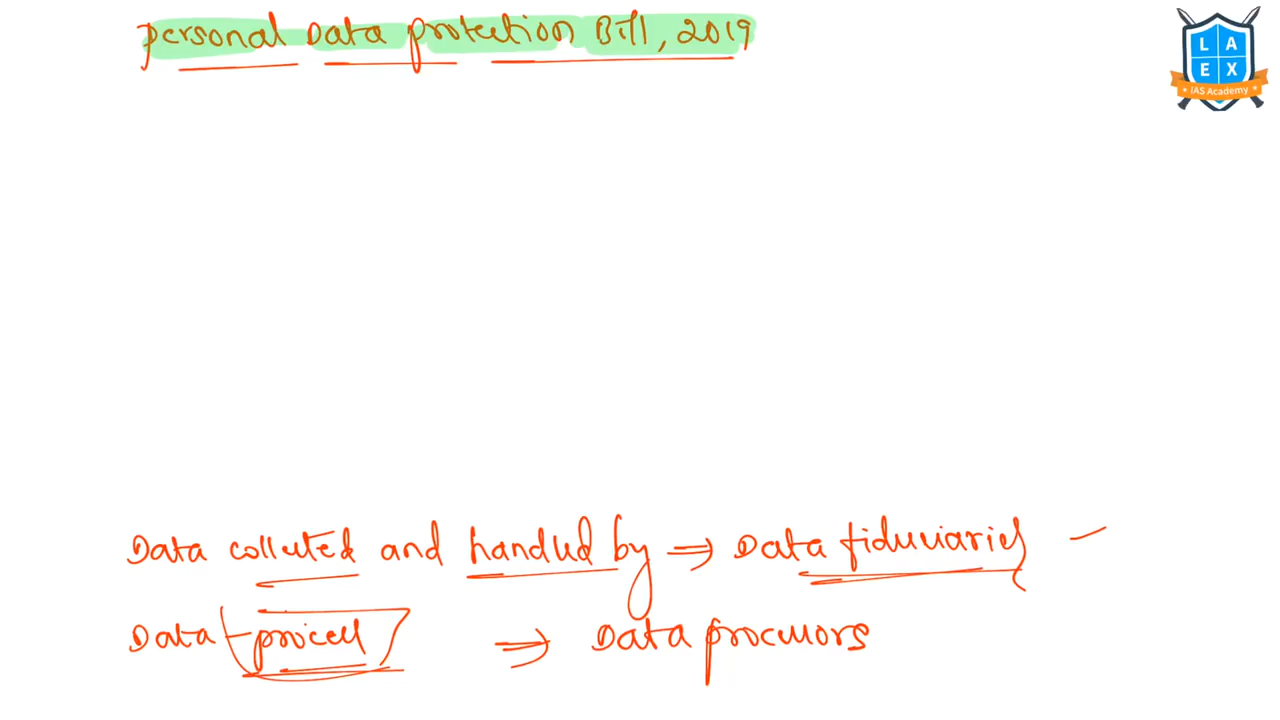 personal Data protection Bill, 2019
L A
E X
IAS Academy
Data collected and handled by ⇒ Data fiduciaries –
Data process ⇒ Data processors